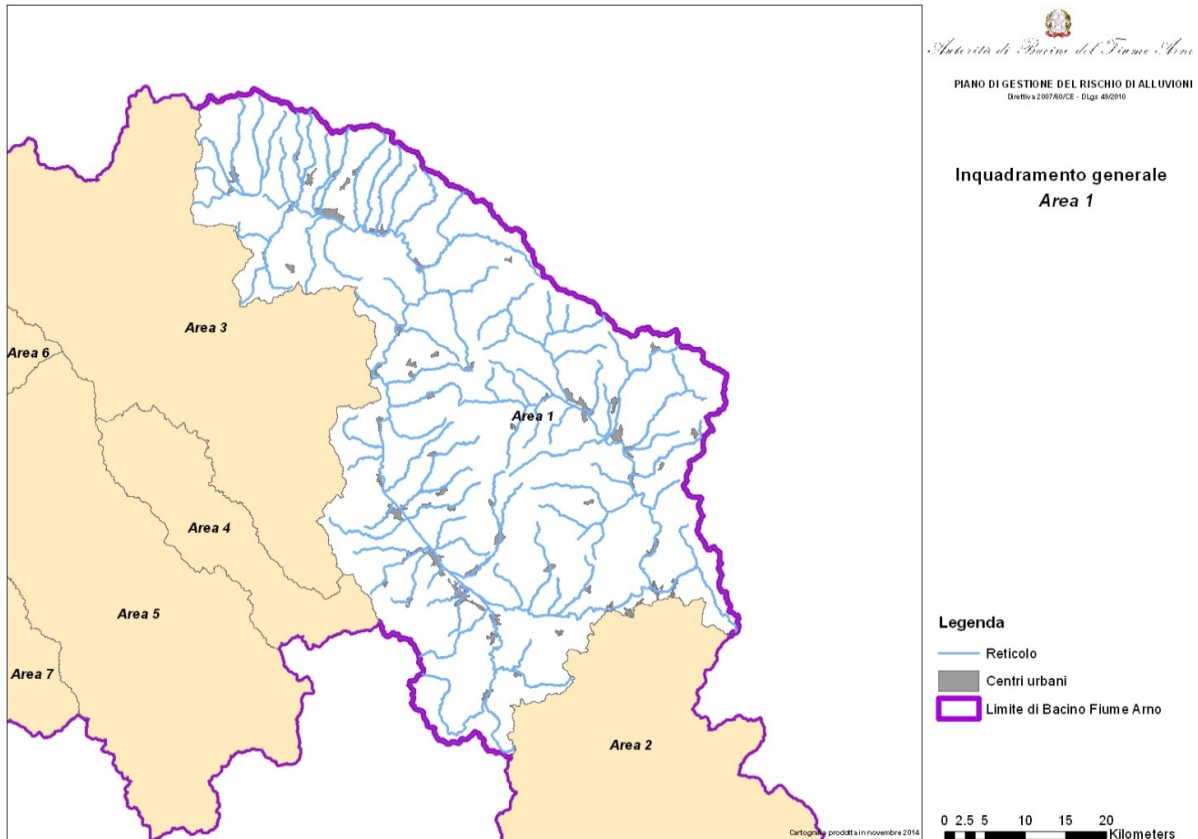 Autorità di Bacino del Fiume Arno
PIANO DI GESTIONE DEL RISCHIO DI ALLUVIONI
Direttiva 2007/60/CE - DLgs 49/2010
Inquadramento generale
Area 1
Area 3
Area 6
Area 1
Area 4
Area 5
Area 7
Area 2
Legenda
Reticolo
Centri urbani
Limite di Bacino Fiume Arno
0 2.5 5 10 15 20
Kilometers
Cartografia prodotta in novembre 2014